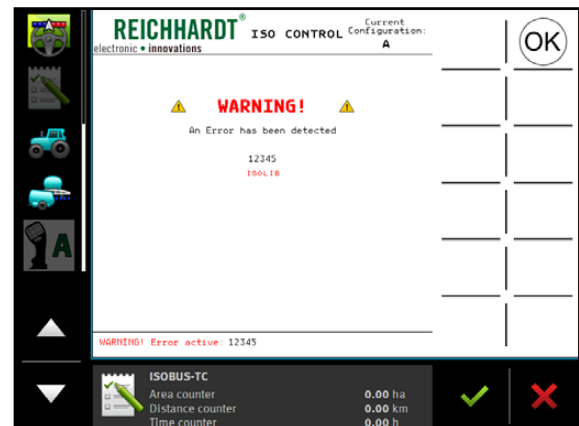 REICHHARDT®
electronic • innovations
ISO CONTROL
Current
Configuration:
A
OK
WARNING!
An Error has been detected
12345
ISOLIB
A
WARNING! Error active: 12345
ISOBUS-TC
Area counter 0.00 ha
Distance counter 0.00 km
Time counter 0.00 h